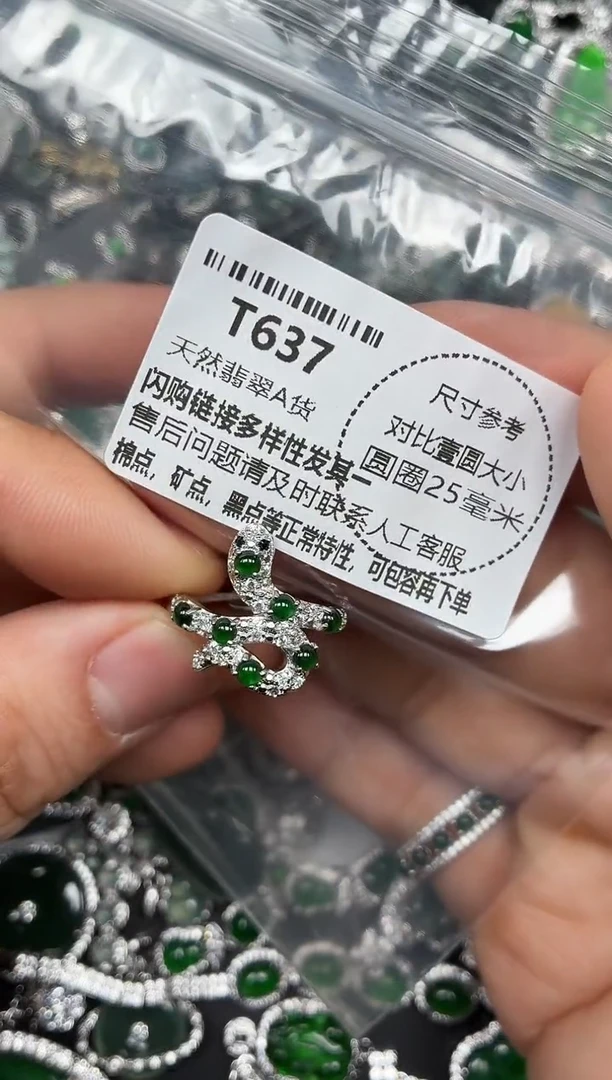 T637
天然翡翠A货
闪购链接多样性发其一
售后问题请及时联系人工客服
棉点，矿点，黑点等正常特性，可包容再下单
尺寸参考
对比壹圆大小
圆圈25毫米